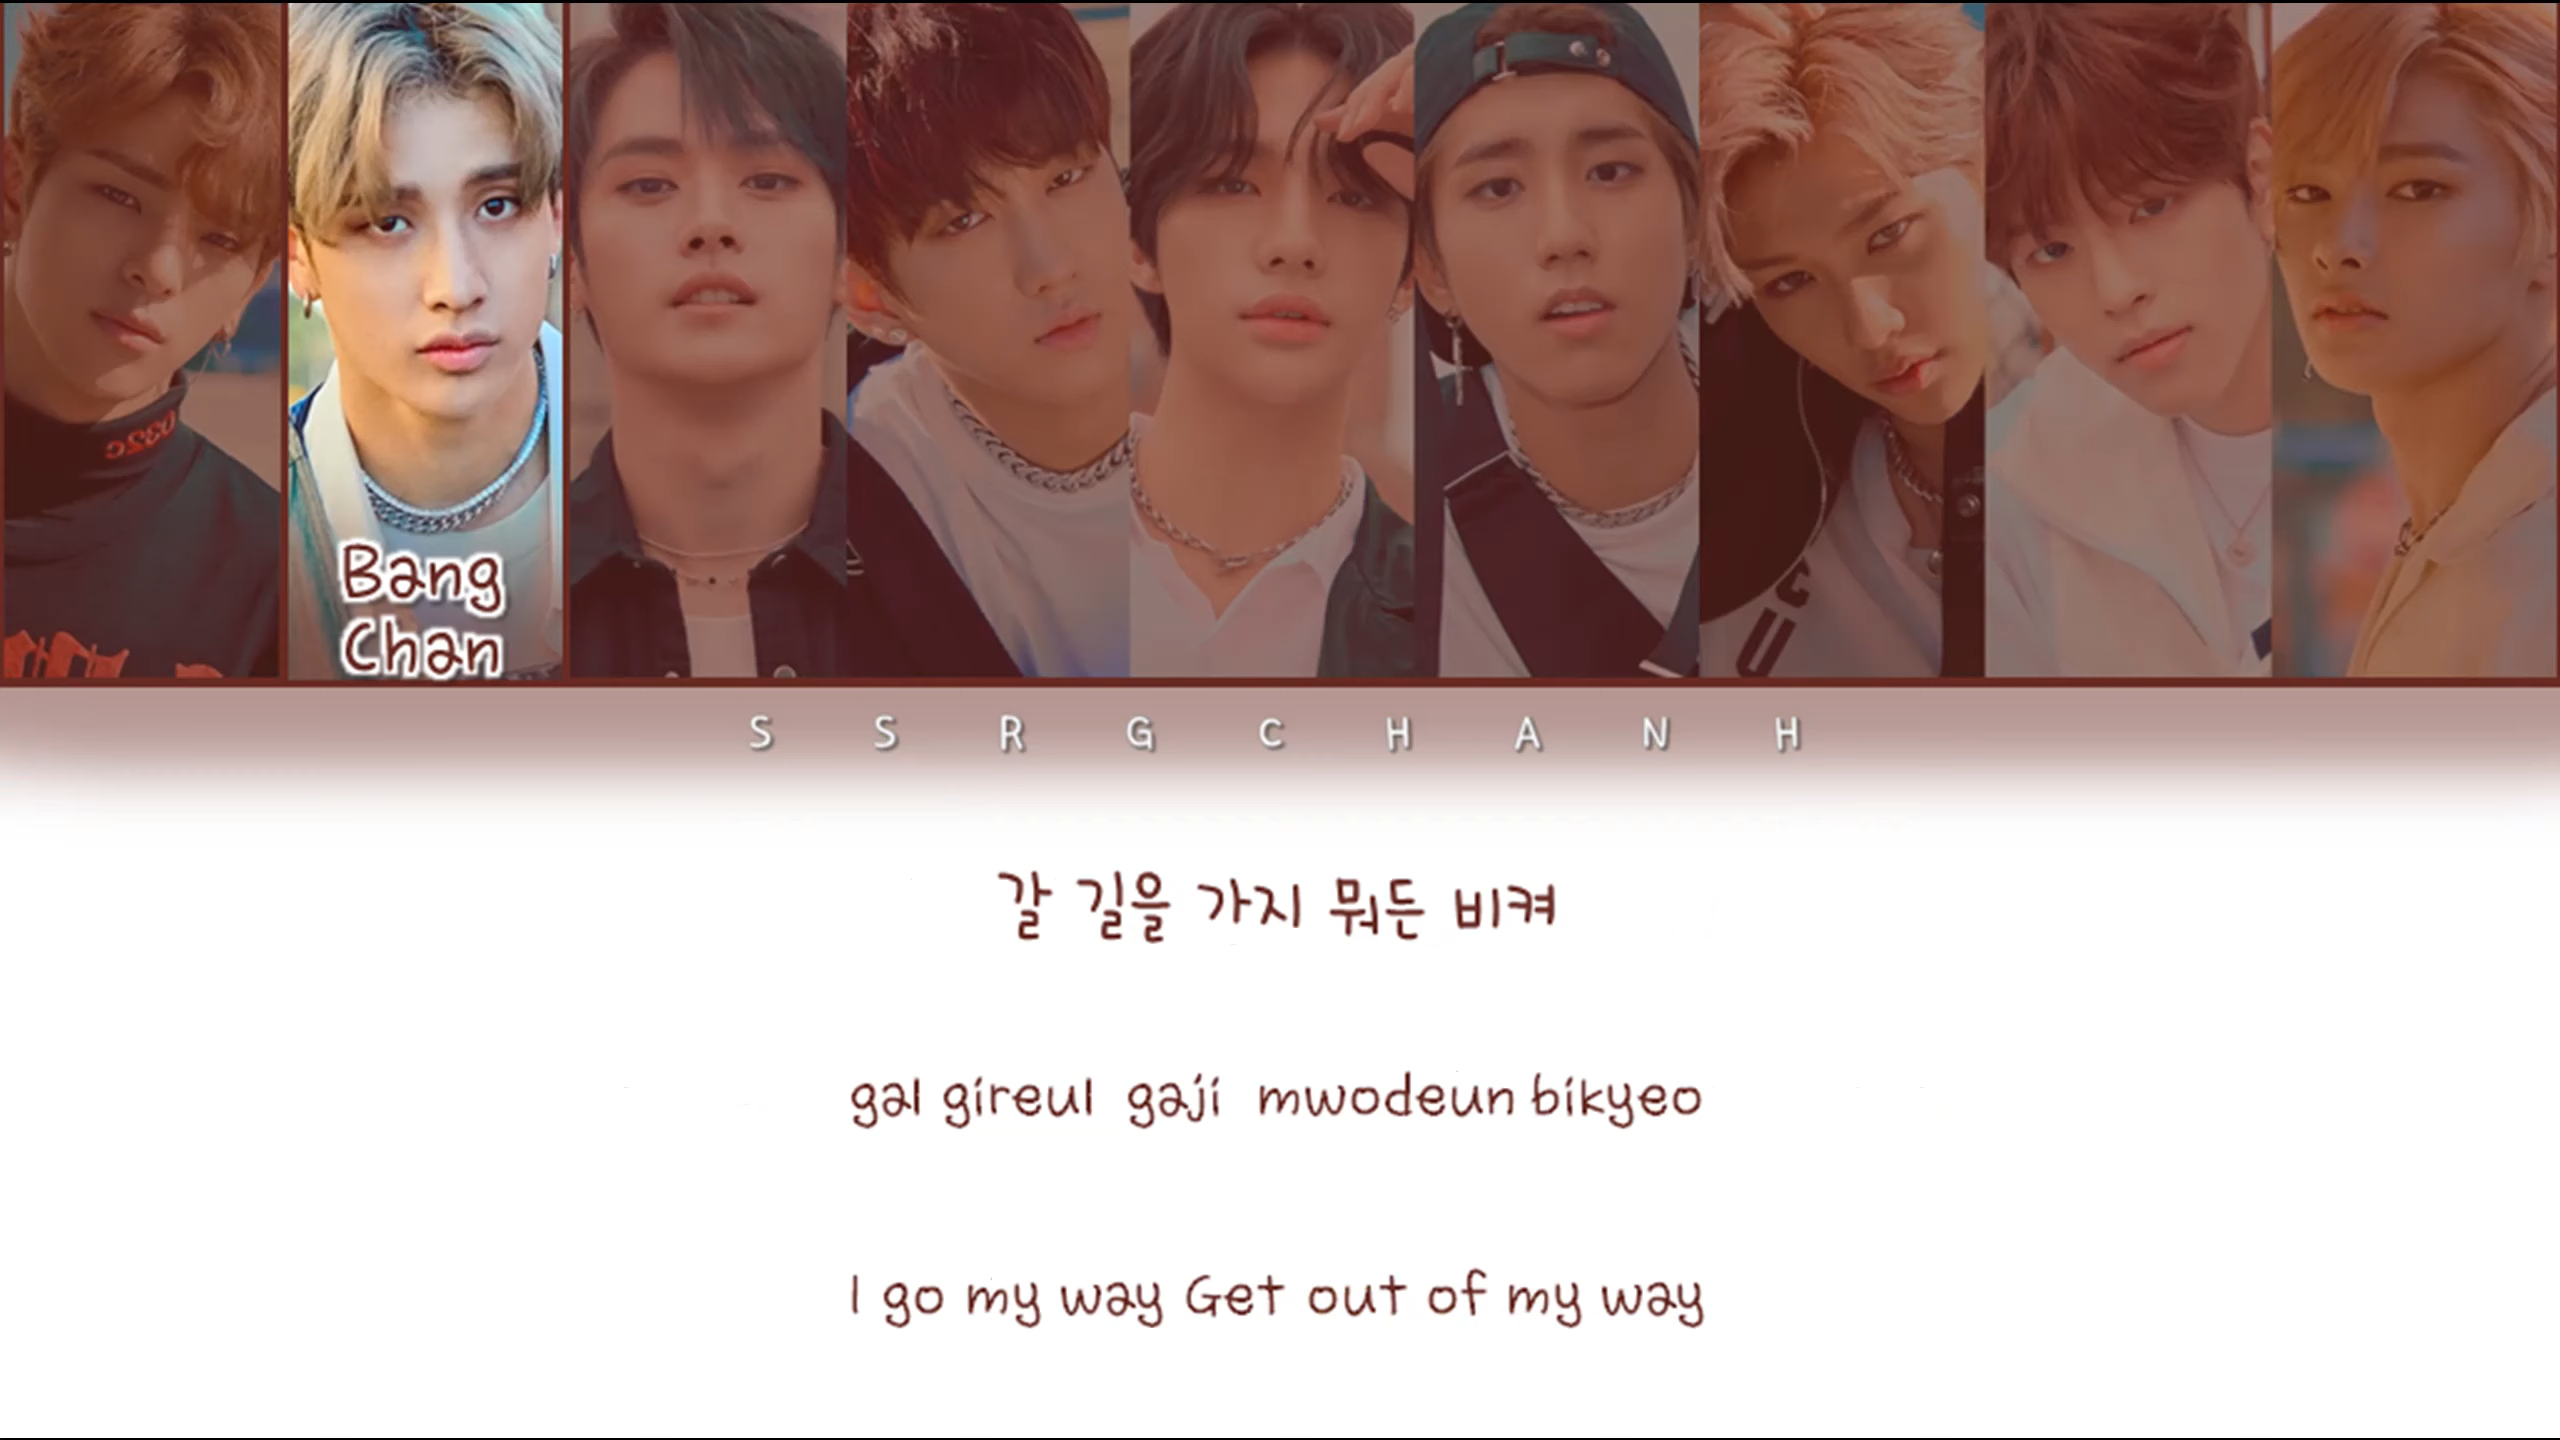 Bang
Chan
S S R G C H A N H
갈 길을 가지 뭐든 비켜
gal gireul gaji mwodeun bikyeo
I go my way Get out of my way